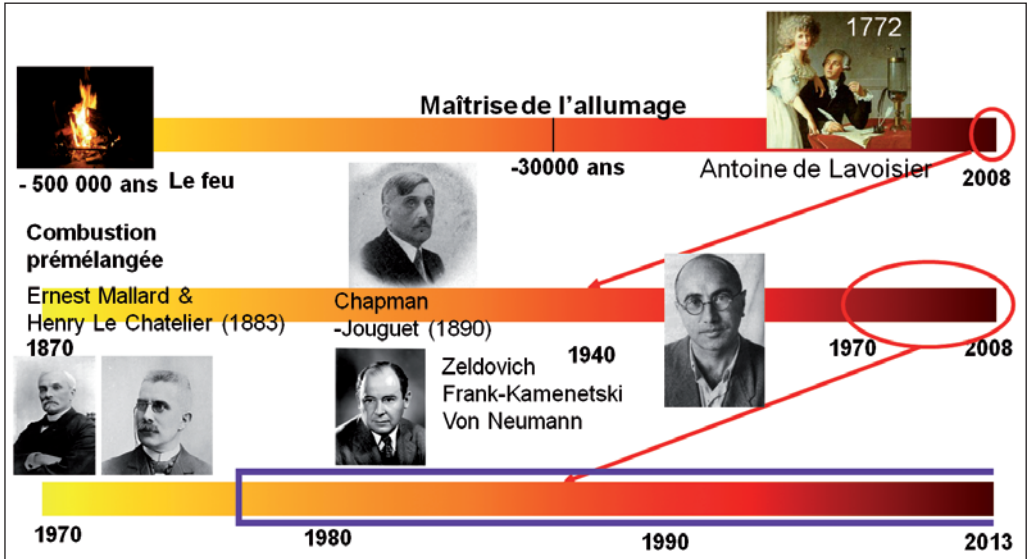 1772
Maîtrise de l'allumage
- 500 000 ans
Le feu
-30000 ans
Antoine de Lavoisier
2008
Combustion
prémélangée
Ernest Mallard &
Henry Le Chatelier (1883)
Chapman
-Jouguet (1890)
1870
1940
1970
2008
Zeldovich
Frank-Kamenetski
Von Neumann
1970
1980
1990
2013